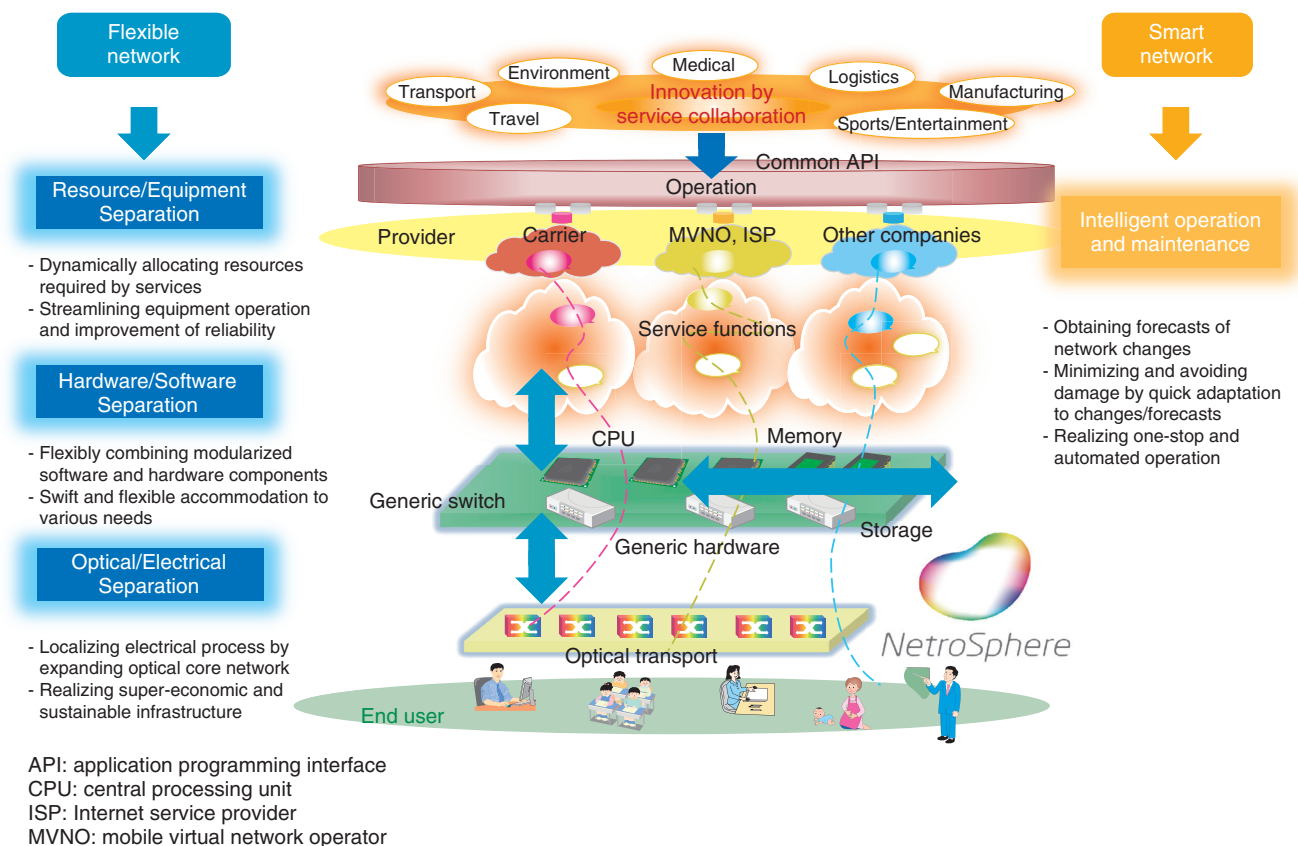 Flexible
network
Resource/Equipment
Separation
- Dynamically allocating resources
required by services
- Streamlining equipment operation
and improvement of reliability
Hardware/Software
Separation
- Flexibly combining modularized
software and hardware components
- Swift and flexible accommodation to
various needs
Optical/Electrical
Separation
- Localizing electrical process by
expanding optical core network
- Realizing super-economic and
sustainable infrastructure
Medical
Environment
Logistics
Transport
Manufacturing
Innovation by
service collaboration
Travel
Sports/Entertainment
Common API
Operation
Provider
Carrier
MVNO, ISP
Other companies
Service functions
CPU
Memory
Generic switch
Storage
Generic hardware
Optical transport
End user
NetroSphere
Smart
network
Intelligent operation
and maintenance
- Obtaining forecasts of
network changes
- Minimizing and avoiding
damage by quick adaptation
to changes/forecasts
- Realizing one-stop and
automated operation
API: application programming interface
CPU: central processing unit
ISP: Internet service provider
MVNO: mobile virtual network operator